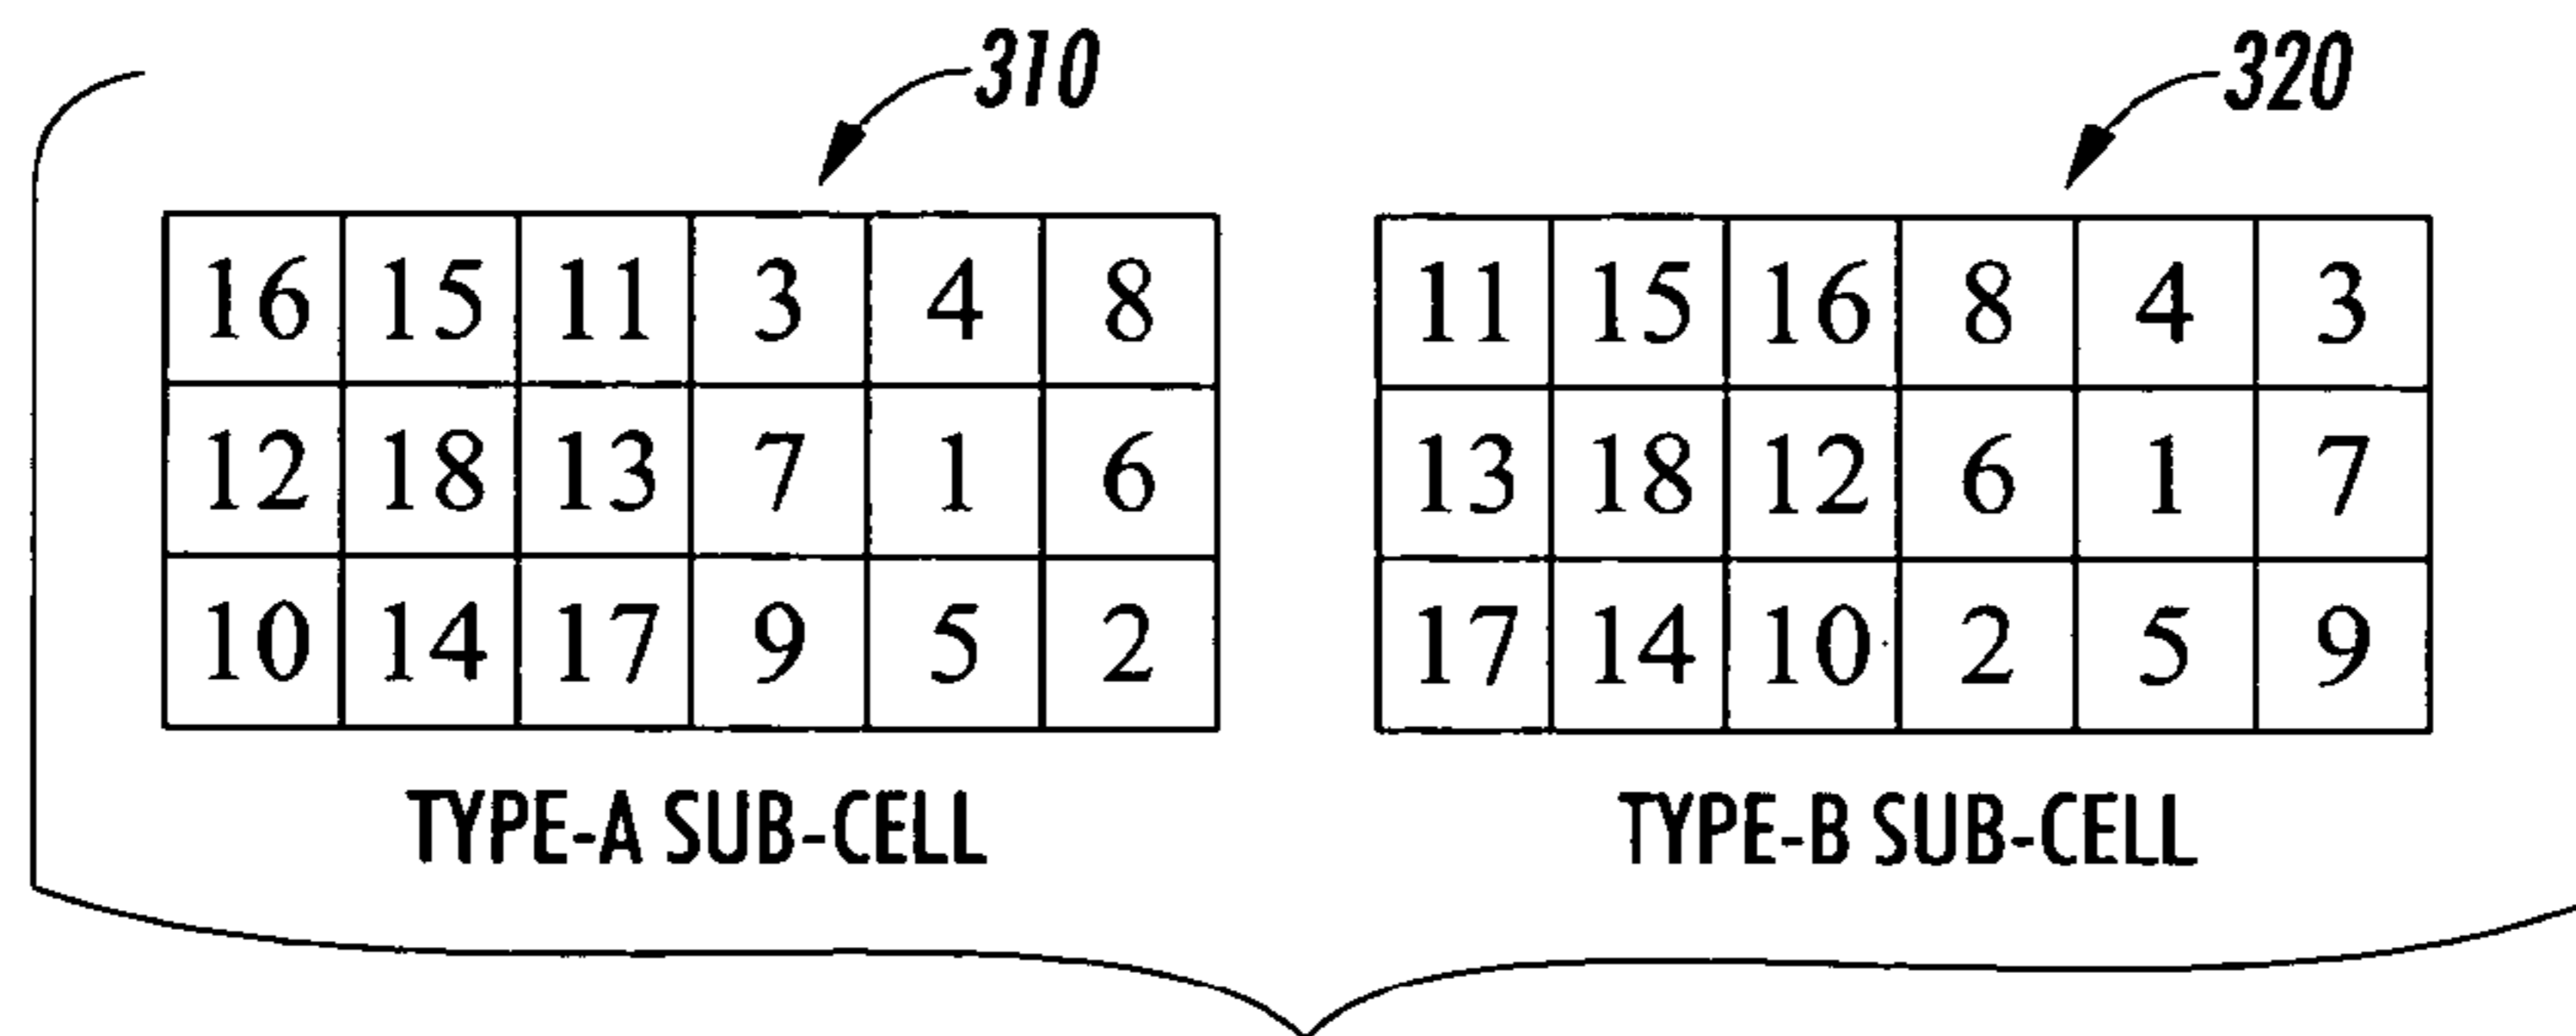 310 320
16 15 11 3 4 8 11 15 16 8 4 3
12 18 13 7 1 6 13 18 12 6 1 7
10 14 17 9 5 2 17 14 10 2 5 9
TYPE-A SUB-CELL TYPE-B SUB-CELL